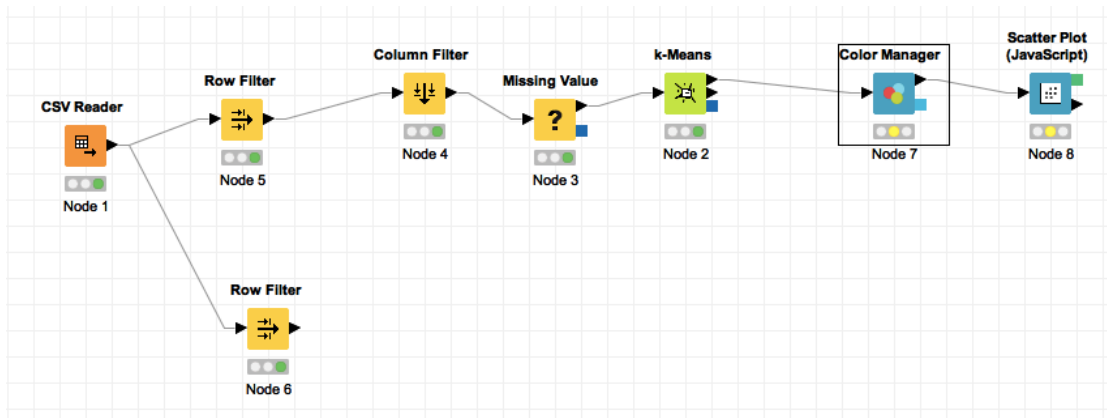 CSV Reader
Node 1
Row Filter
Node 5
Column Filter
Node 4
Missing Value
?
Node 3
k-Means
Node 2
Color Manager
Node 7
Scatter Plot
(JavaScript)
Node 8
Row Filter
Node 6